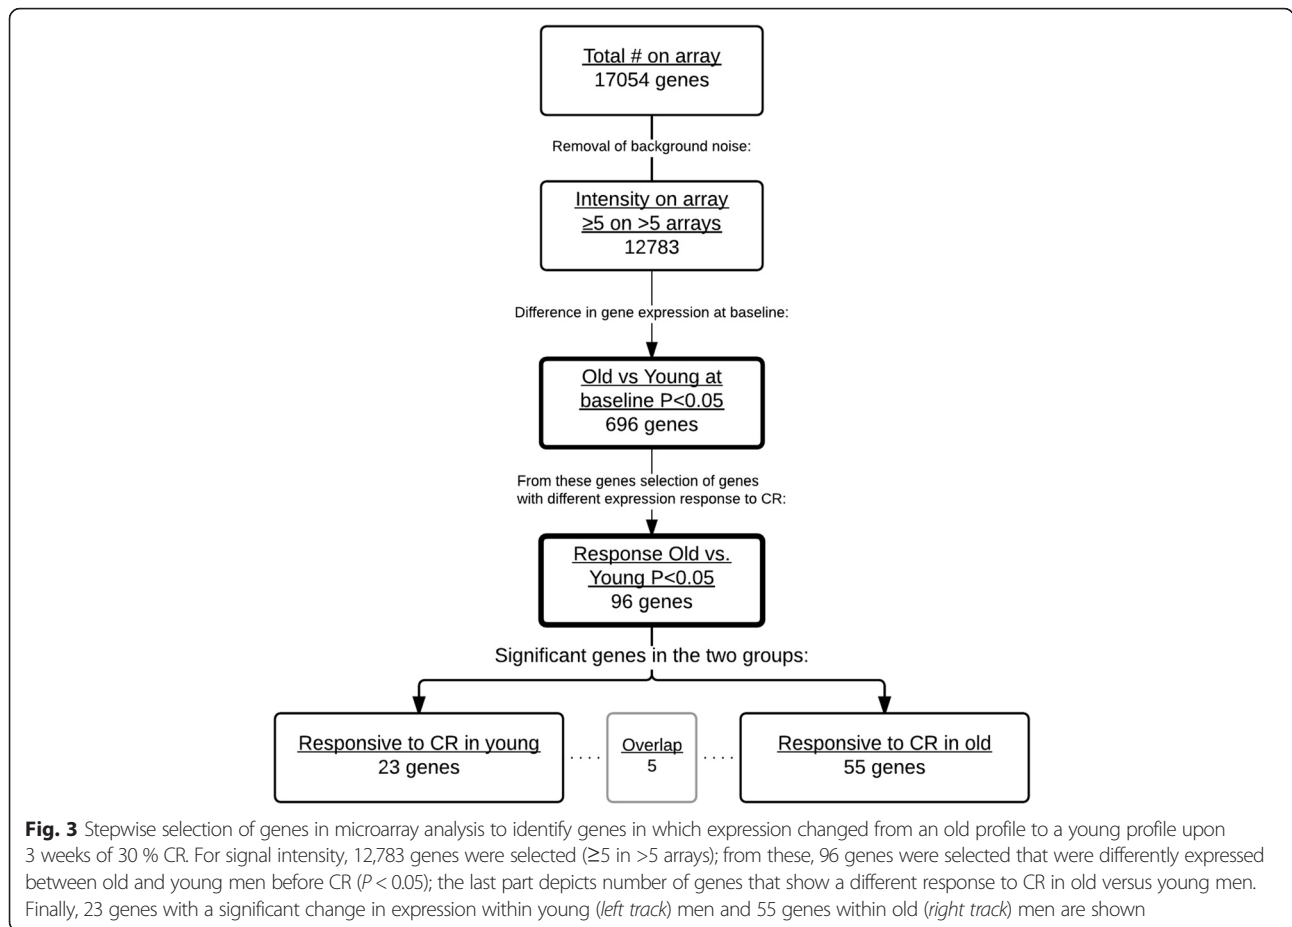 Total # on array
17054 genes
Removal of background noise:
Intensity on array
≥5 on >5 arrays
12783
Difference in gene expression at baseline:
Old vs Young at
baseline P<0.05
696 genes
From these genes selection of genes
with different expression response to CR:
Response Old vs.
Young P<0.05
96 genes
Significant genes in the two groups:
Responsive to CR in young
23 genes
....
Overlap
5
....
Responsive to CR in old
55 genes
Fig. 3 Stepwise selection of genes in microarray analysis to identify genes in which expression changed from an old profile to a young profile upon
3 weeks of 30 % CR. For signal intensity, 12,783 genes were selected (≥5 in >5 arrays); from these, 96 genes were selected that were differently expressed
between old and young men before CR (P < 0.05); the last part depicts number of genes that show a different response to CR in old versus young men.
Finally, 23 genes with a significant change in expression within young (left track) men and 55 genes within old (right track) men are shown